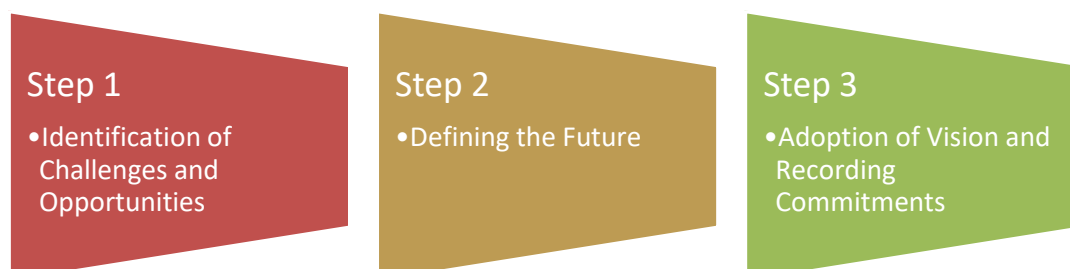 Step 1
•Identification of
Challenges and
Opportunities
Step 2
•Defining the Future
Step 3
•Adoption of Vision and
Recording
Commitments